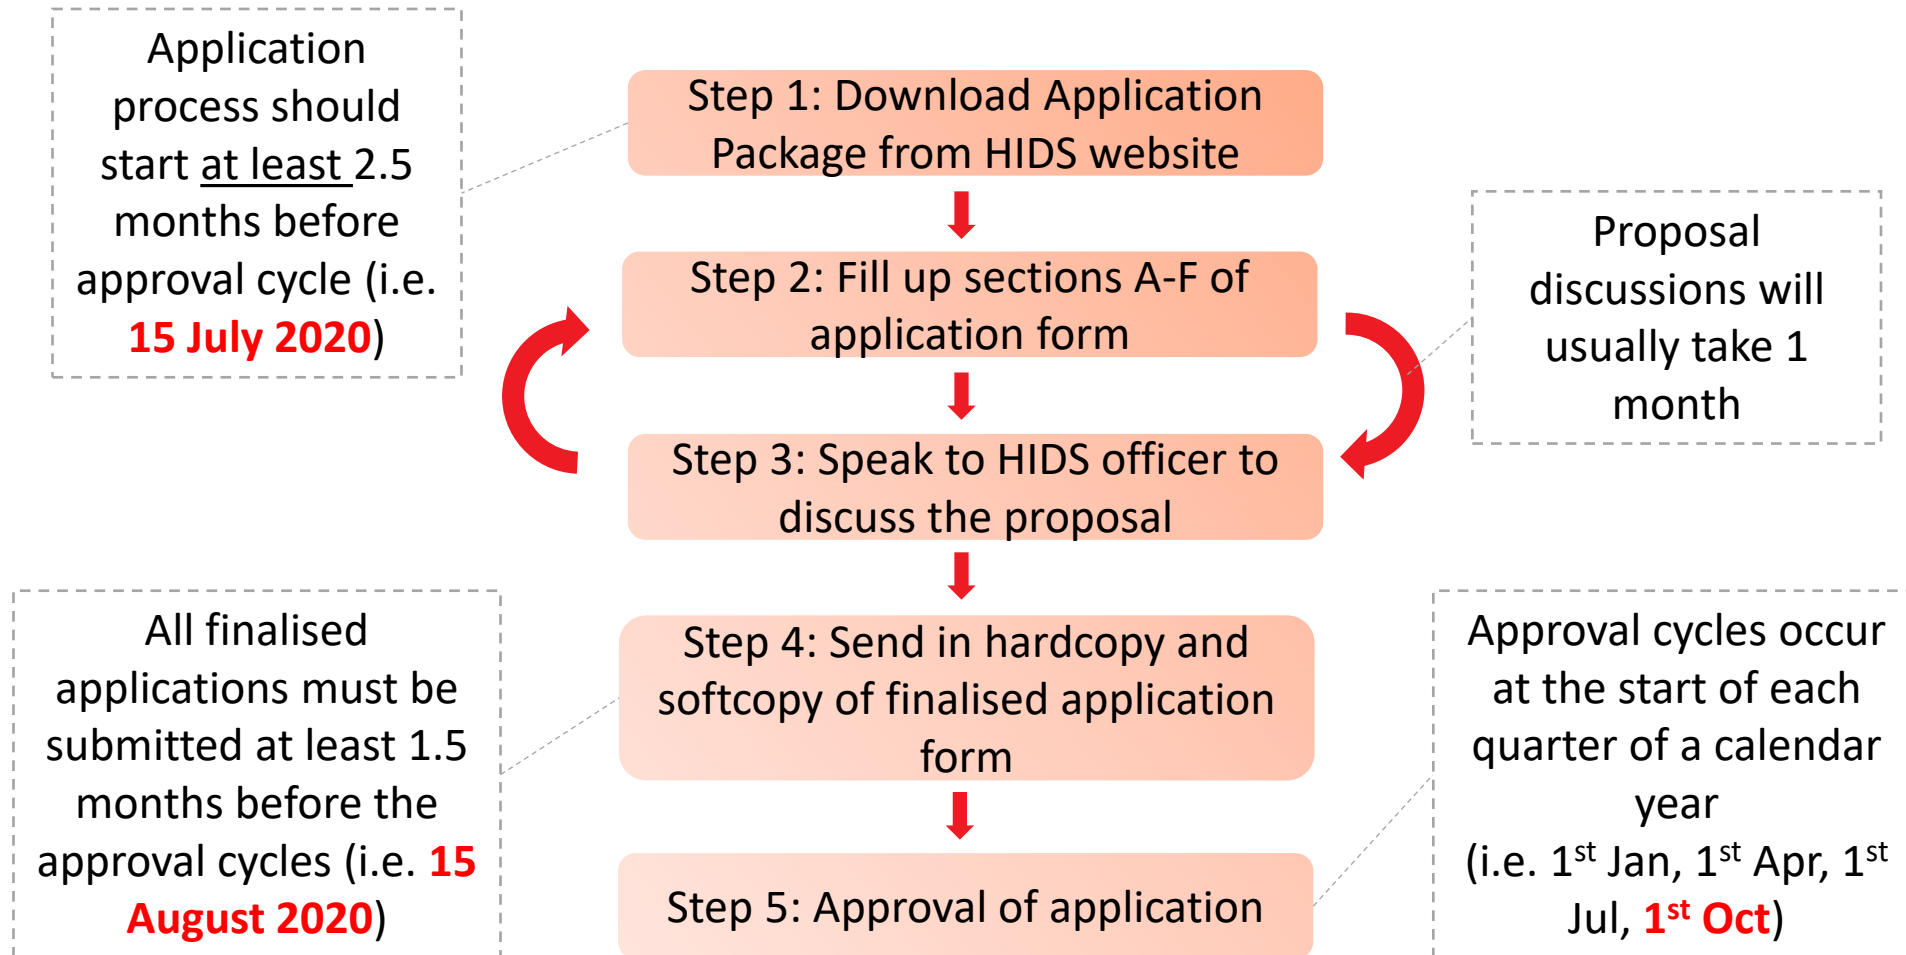 Application
process should
start at least 2.5
months before
approval cycle (i.e.
15 July 2020)
Step 1: Download Application
Package from HIDS website
Step 2: Fill up sections A-F of
application form
Proposal
discussions will
usually take 1
month
Step 3: Speak to HIDS officer to
discuss the proposal
All finalised
applications must be
submitted at least 1.5
months before the
approval cycles (i.e. 15
August 2020)
Step 4: Send in hardcopy and
softcopy of finalised application
form
Approval cycles occur
at the start of each
quarter of a calendar
year
(i.e. 1st Jan, 1st Apr, 1st
Jul, 1st Oct)
Step 5: Approval of application